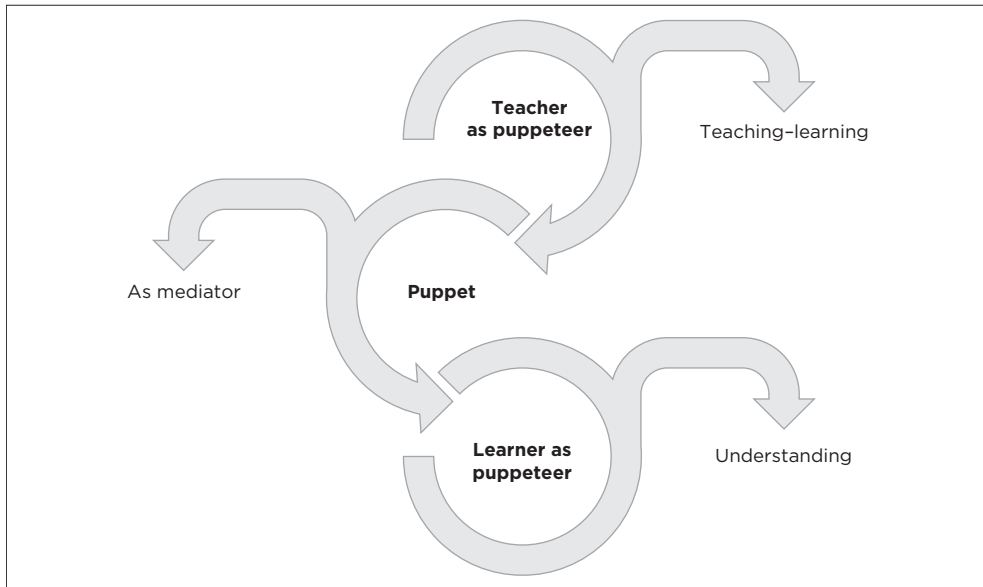 Teacher
as puppeteer
Teaching–learning
As mediator
Puppet
Learner as
puppeteer
Understanding